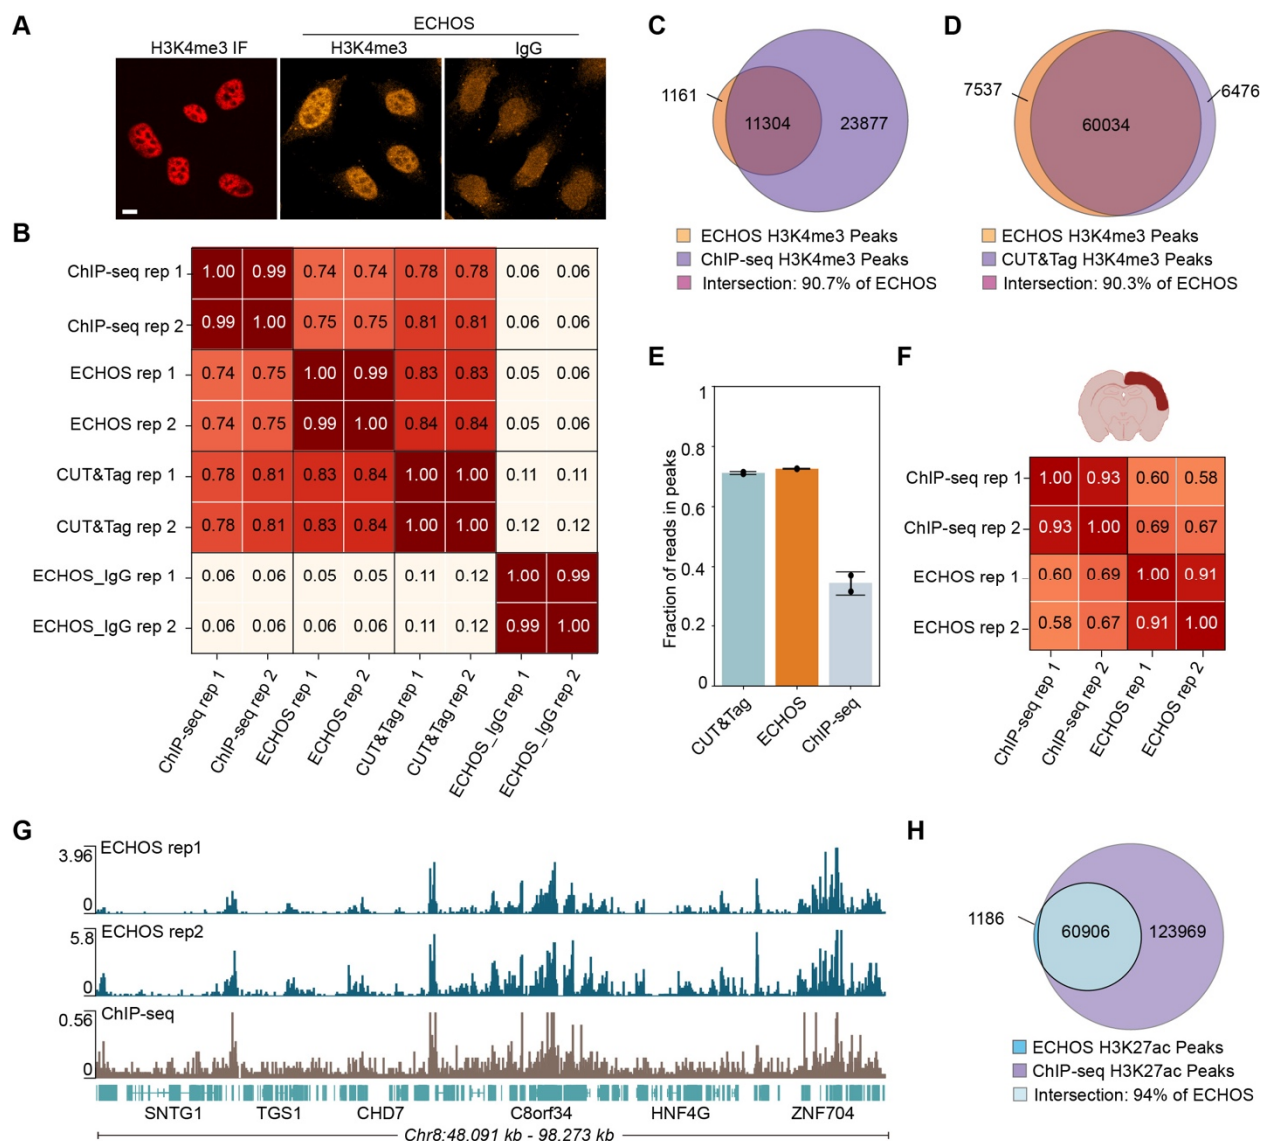 A
ECHOS
H3K4me3 IF
H3K4me3
IgG
B
ChIP-seq rep 1
1.00 0.99 0.74 0.74 0.78 0.78 0.06 0.06
ChIP-seq rep 2
0.99 1.00 0.75 0.75 0.81 0.81 0.06 0.06
ECHOS rep 1
0.74 0.75 1.00 0.99 0.83 0.83 0.05 0.06
ECHOS rep 2
0.74 0.75 0.99 1.00 0.84 0.84 0.05 0.06
CUT&Tag rep 1
0.78 0.81 0.83 0.84 1.00 1.00 0.11 0.11
CUT&Tag rep 2
0.78 0.81 0.83 0.84 1.00 1.00 0.12 0.12
ECHOS_IgG rep 1
0.06 0.06 0.05 0.05 0.11 0.12 1.00 0.99
ECHOS_IgG rep 2
0.06 0.06 0.06 0.06 0.11 0.12 0.99 1.00
ChIP-seq rep 1
ChIP-seq rep 2
ECHOS rep 1
ECHOS rep 2
CUT&Tag rep 1
CUT&Tag rep 2
ECHOS_IgG rep 1
ECHOS_IgG rep 2
C
1161
11304
23877
ECHOS H3K4me3 Peaks
ChIP-seq H3K4me3 Peaks
Intersection: 90.7% of ECHOS
D
7537
60034
6476
ECHOS H3K4me3 Peaks
CUT&Tag H3K4me3 Peaks
Intersection: 90.3% of ECHOS
E
Fraction of reads in peaks
1
0.8
0.6
0.4
0.2
0
CUT&Tag
ECHOS
ChIP-seq
F
ChIP-seq rep 1
1.00 0.93 0.60 0.58
ChIP-seq rep 2
0.93 1.00 0.69 0.67
ECHOS rep 1
0.60 0.69 1.00 0.91
ECHOS rep 2
0.58 0.67 0.91 1.00
ChIP-seq rep 1
ChIP-seq rep 2
ECHOS rep 1
ECHOS rep 2
G
ECHOS rep1
3.96
0
ECHOS rep2
5.8
0
ChIP-seq
0.56
0
SNTG1
TGS1
CHD7
C8orf34
HNF4G
ZNF704
Chr8:48,091 kb - 98,273 kb
H
1186
60906
123969
ECHOS H3K27ac Peaks
ChIP-seq H3K27ac Peaks
Intersection: 94% of ECHOS